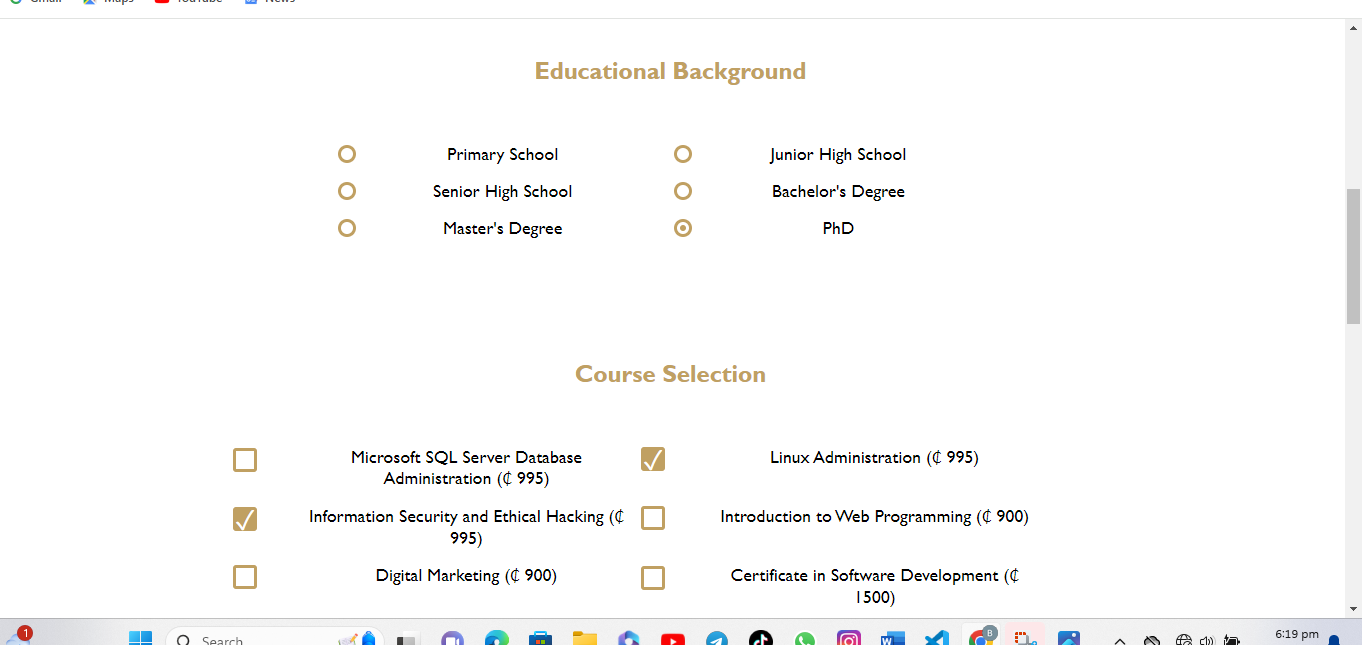 Gmail Maps YouTube News
Educational Background
Primary School Junior High School
Senior High School Bachelor's Degree
Master's Degree PhD
Course Selection
Microsoft SQL Server Database
Administration (₵ 995)
Linux Administration (₵ 995)
Information Security and Ethical Hacking (₵
995)
Introduction to Web Programming (₵ 900)
Digital Marketing (₵ 900)
Certificate in Software Development (₵
1500)
1
Search
B
6:19 pm